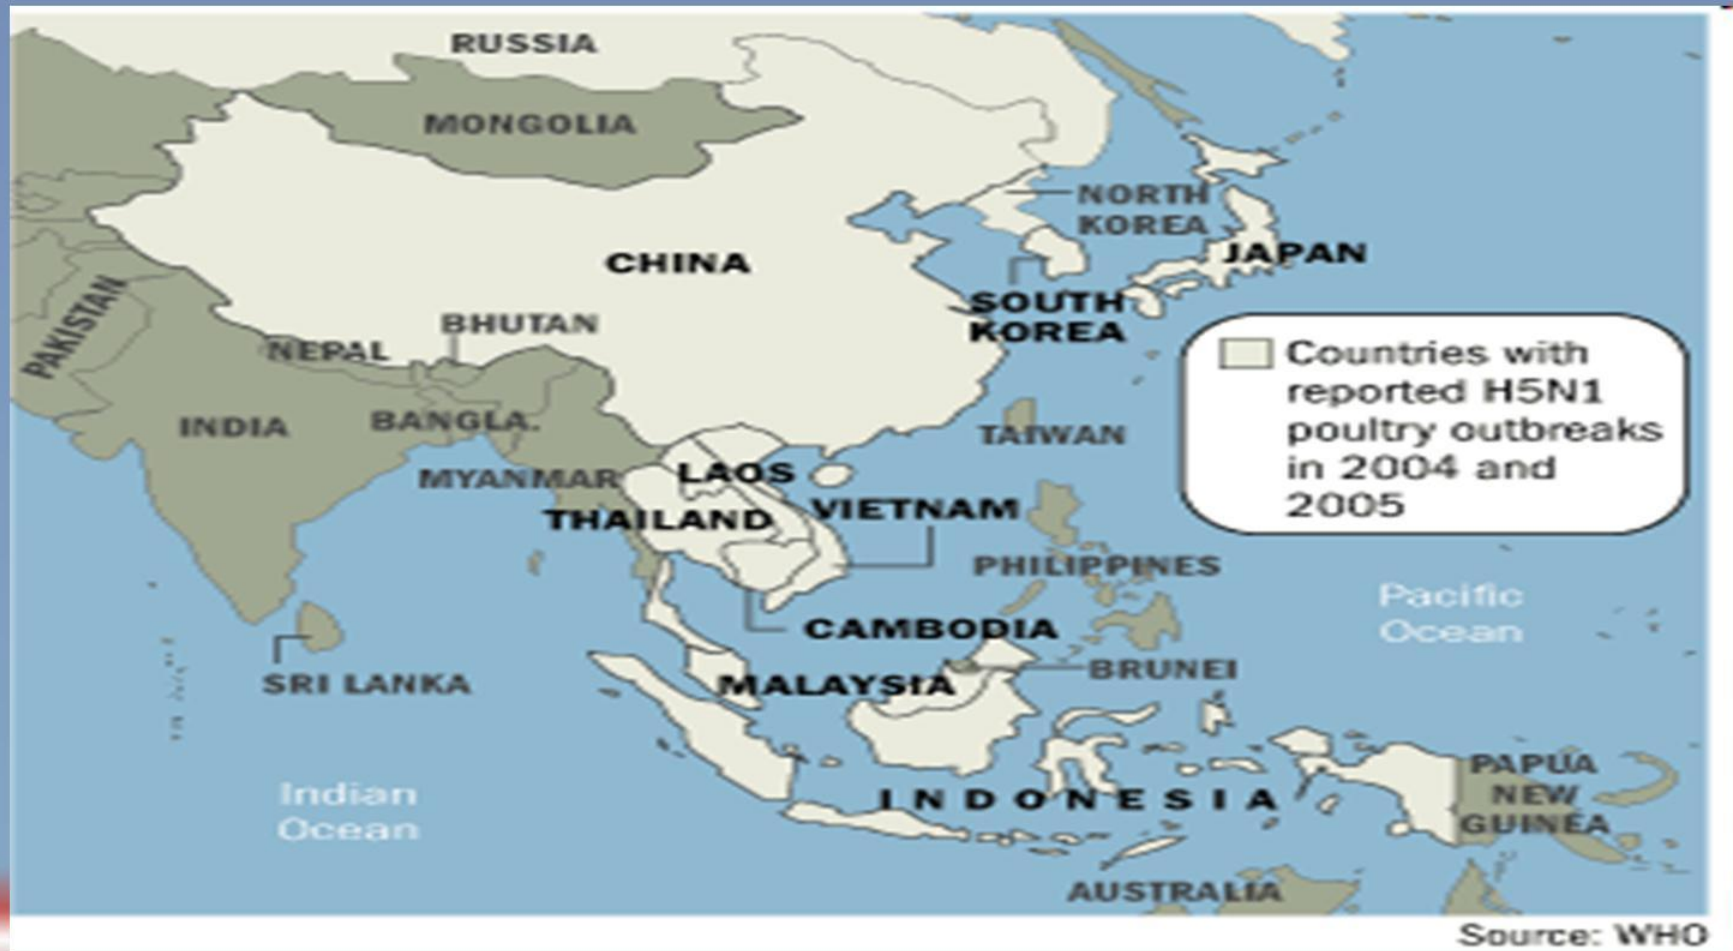 RUSSIA
MONGOLIA
NORTH
KOREA
JAPAN
CHINA
SOUTH
KOREA
PAKISTAN
BHUTAN
NEPAL
INDIA
BANGLA.
TAIWAN
Countries with
reported H5N1
poultry outbreaks
in 2004 and
2005
MYANMAR
LAOS
THAILAND
VIETNAM
PHILIPPINES
Pacific
Ocean
CAMBODIA
SRI LANKA
MALAYSIA
BRUNEI
Indian
Ocean
INDONESIA
PAPUA
NEW
GUINEA
AUSTRALIA
Source: WHO